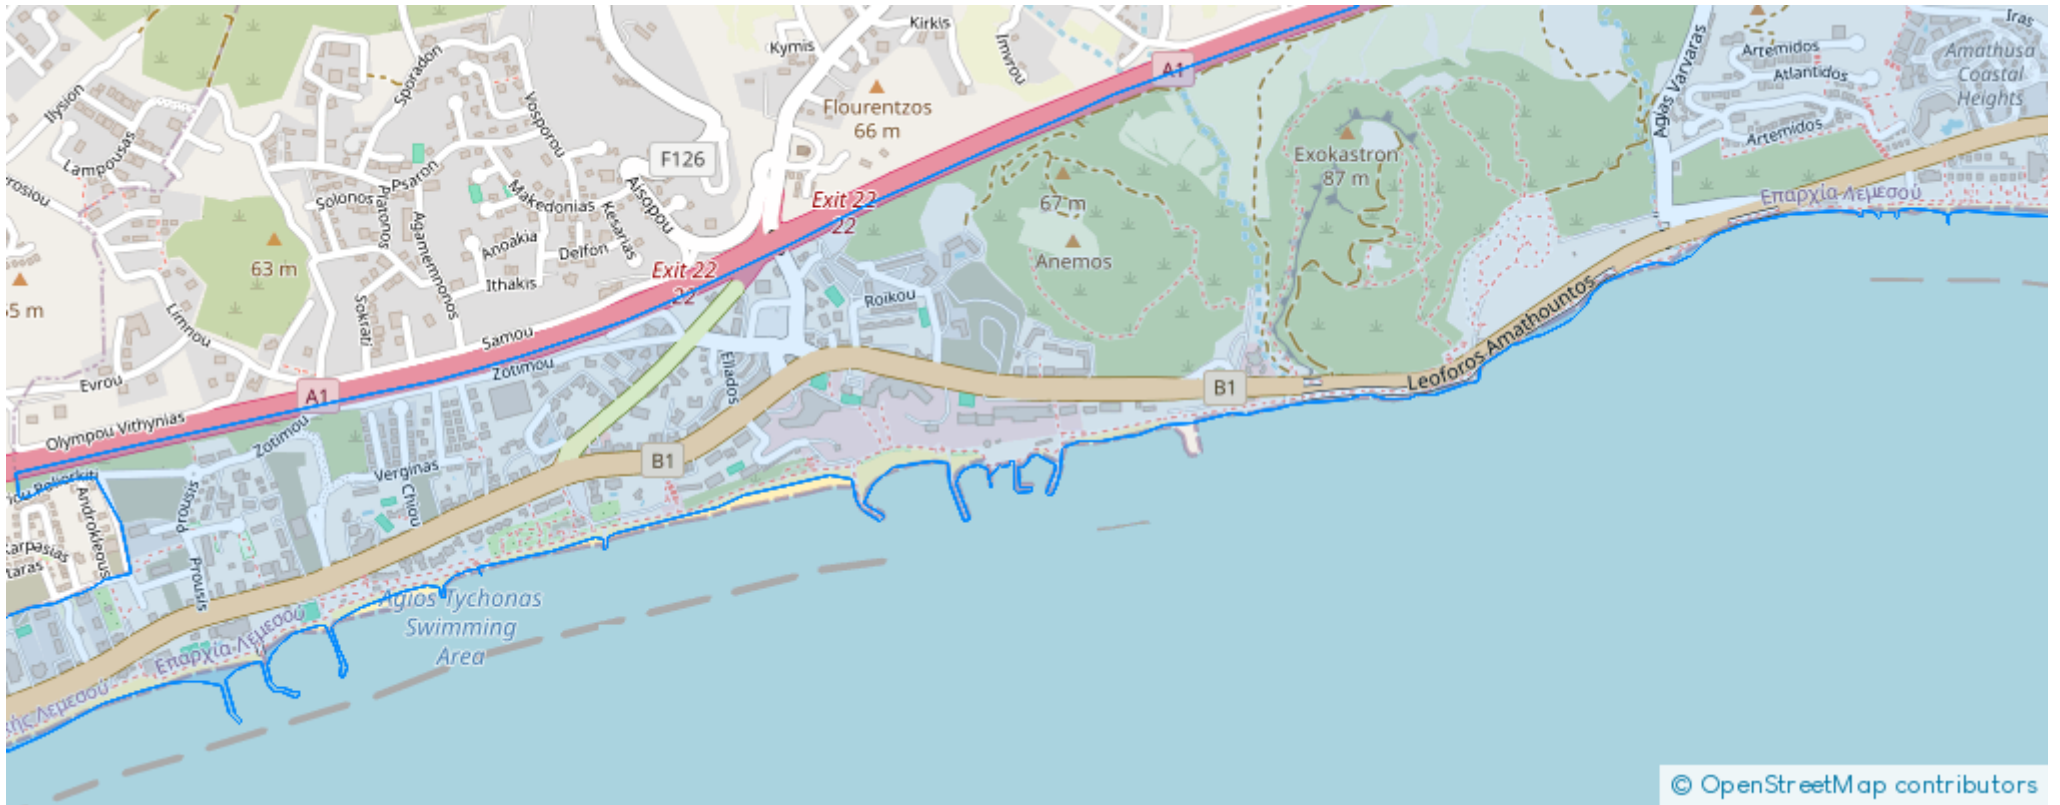 Kirkis
Kymis
Imvrou
Iras
Artemidos
Amathusa
Coastal
Heights
Atlantidos
Artemidos
Agias Varvaras
A1
Sporadon
Vosporou
Ilysion
Flourentzos
66 m
F126
Lampousas
Exokastron
87 m
Psaron
Makedonias
Aisopou
Kesarias
Solonos
Platonos
Agamemnonos
Exit 22
22
67 m
Επαρχία Λεμεσού
Anoakia
Delfon
Ithakis
63 m
Anemos
Exit 22
22
Roikou
5 m
Limnou
Sokrati
Samou
Zotimou
Eliados
Leoforos Amathountos
Evrou
A1
B1
Olympou Vithynias
Zotimou
Verginas
Chiou
B1
Androkleous
Prousis
Prousis
Agios Tychonas
Swimming
Area
Επαρχία Λεμεσού
Λεμεσού
© OpenStreetMap contributors